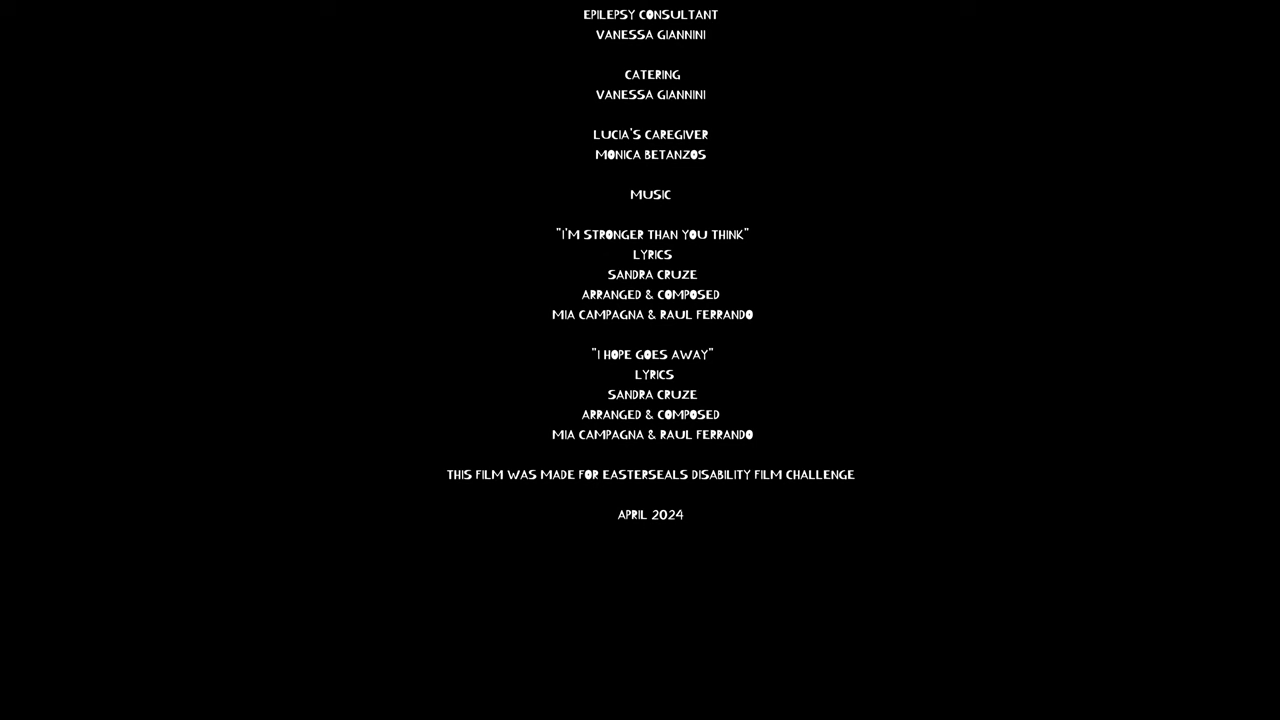 EPILEPSY CONSULTANT
VANESSA GIANNINI
CATERING
VANESSA GIANNINI
LUCIA'S CAREGIVER
MONICA BETANZOS
MUSIC
"I'M STRONGER THAN YOU THINK"
LYRICS
SANDRA CRUZE
ARRANGED & COMPOSED
MIA CAMPAGNA & RAUL FERRANDO
"I HOPE GOES AWAY"
LYRICS
SANDRA CRUZE
ARRANGED & COMPOSED
MIA CAMPAGNA & RAUL FERRANDO
THIS FILM WAS MADE FOR EASTERSEALS DISABILITY FILM CHALLENGE
APRIL 2024